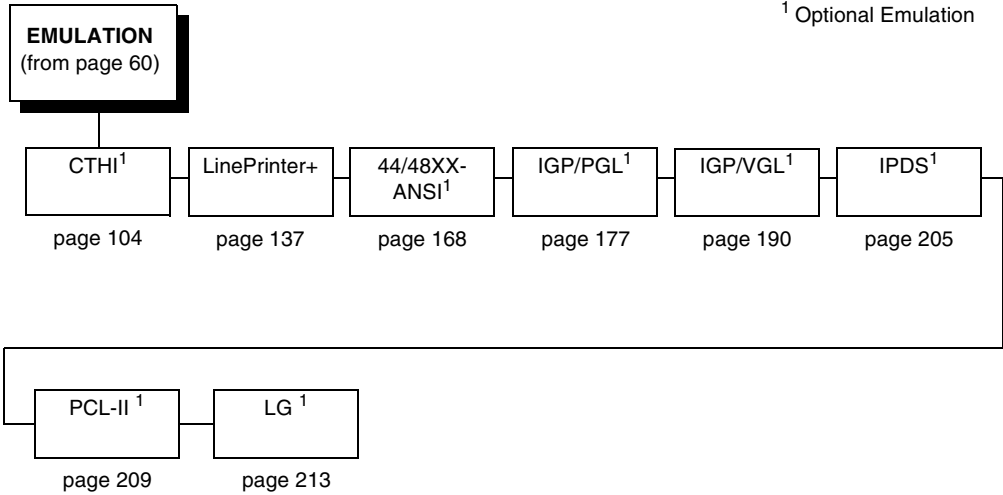 1 Optional Emulation
EMULATION
(from page 60)
CTHI1
LinePrinter+
44/48XX-
ANSI1
IGP/PGL1
IGP/VGL1
IPDS1
page 104
page 137
page 168
page 177
page 190
page 205
PCL-II 1
LG 1
page 209
page 213